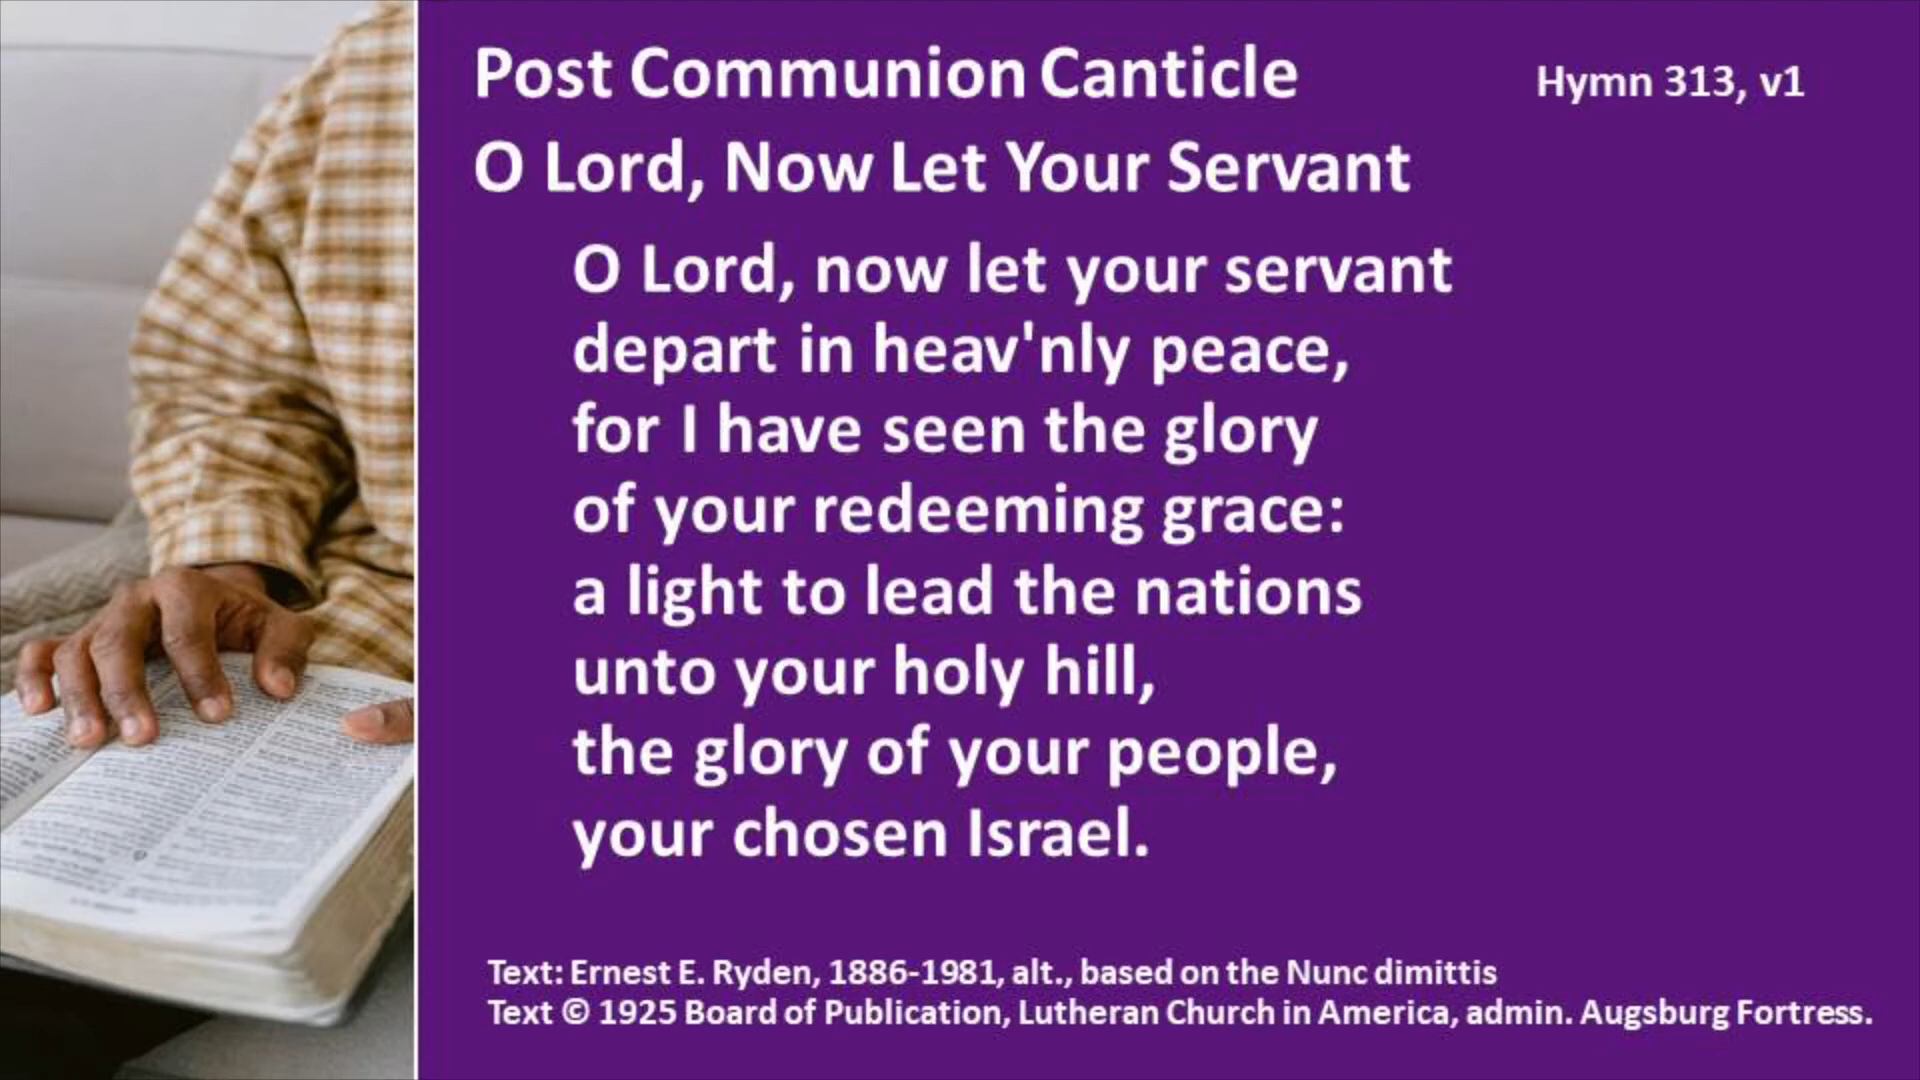 Post Communion Canticle
Hymn 313, v1
O Lord, Now Let Your Servant
O Lord, now let your servant
depart in heav'nly peace,
for I have seen the glory
of your redeeming grace:
a light to lead the nations
unto your holy hill,
the glory of your people,
your chosen Israel.
Text: Ernest E. Ryden, 1886-1981, alt., based on the Nunc dimittis
Text © 1925 Board of Publication, Lutheran Church in America, admin. Augsburg Fortress.